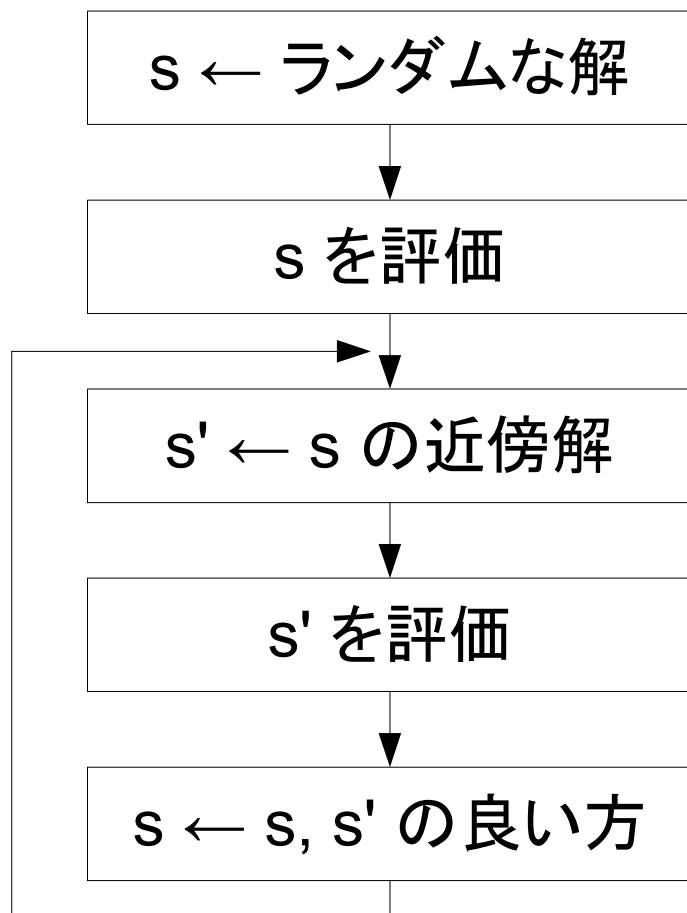 s ← ランダムな解
s を評価
s' ← s の近傍解
s' を評価
s ← s, s' の良い方